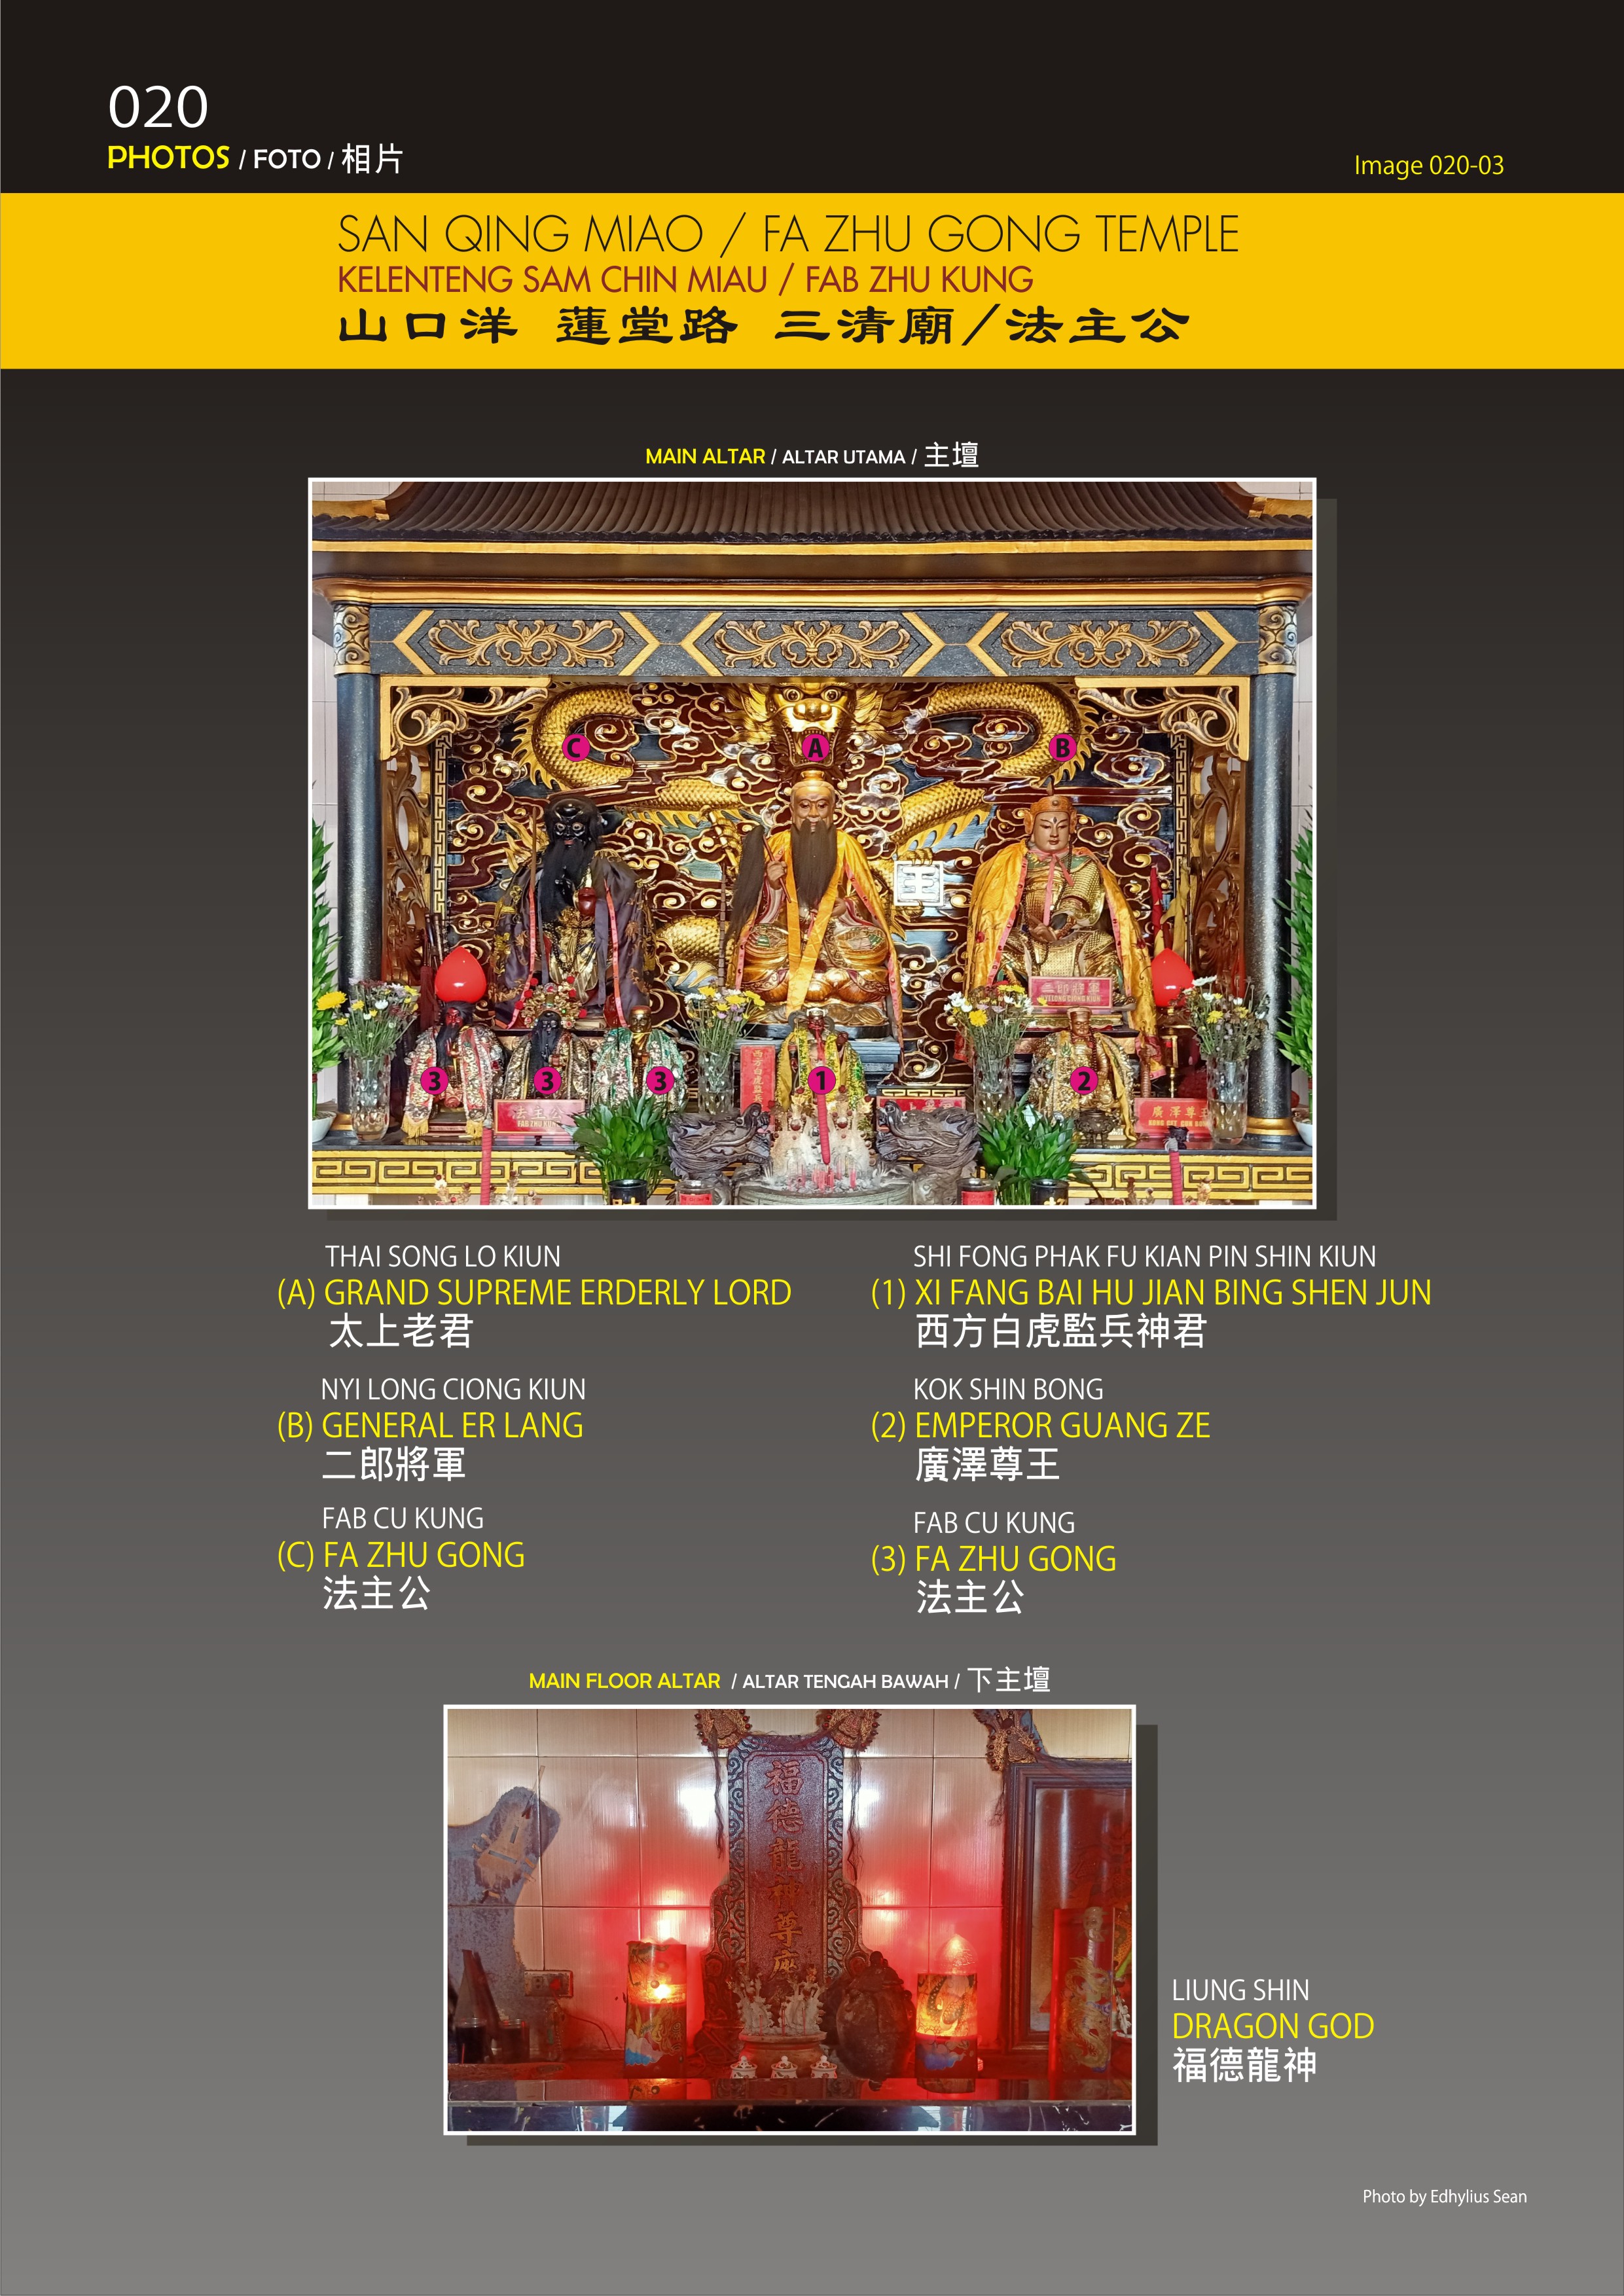 020
PHOTOS / FOTO / 相片
Image 020-03
SAN QING MIAO / FA ZHU GONG TEMPLE
KELENTENG SAM CHIN MIAU / FAB ZHU KUNG
山口洋 蓮堂路 三清廟/法主公
MAIN ALTAR / ALTAR UTAMA / 主壇
C
A
B
3
3
3
1
2
法主公
FAB ZHU KUNG
THAI SONG LO KIUN
(A) GRAND SUPREME ERDERLY LORD
太上老君
NYI LONG CIONG KIUN
(B) GENERAL ER LANG
二郎將軍
FAB CU KUNG
(C) FA ZHU GONG
法主公
SHI FONG PHAK FU KIAN PIN SHIN KIUN
(1) XI FANG BAI HU JIAN BING SHEN JUN
西方白虎監兵神君
KOK SHIN BONG
(2) EMPEROR GUANG ZE
廣澤尊王
FAB CU KUNG
(3) FA ZHU GONG
法主公
MAIN FLOOR ALTAR / ALTAR TENGAH BAWAH / 下主壇
福德龍神尊座
LIUNG SHIN
DRAGON GOD
福德龍神
Photo by Edhylius Sean